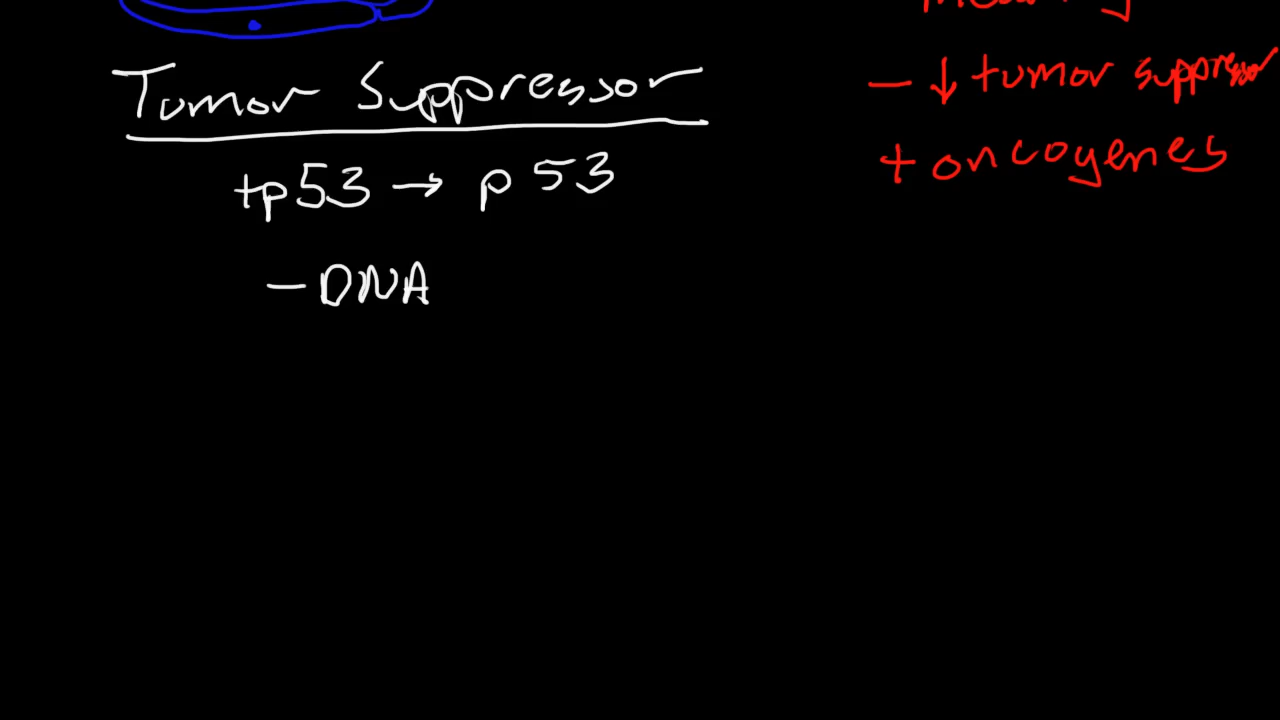 Tumor Suppressor
tp53 → p53
- DNA
- ↓ tumor suppressor
+ oncogenes